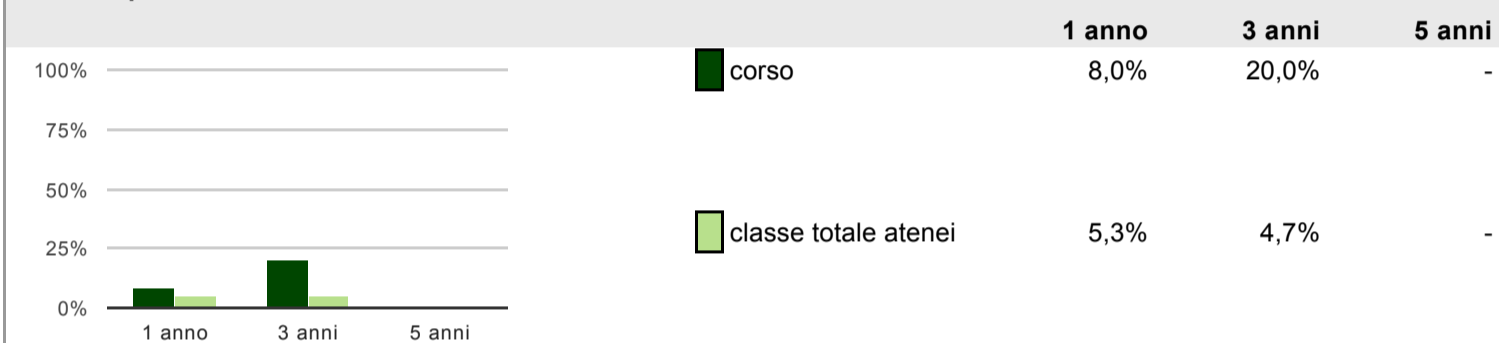 1 anno 3 anni 5 anni
100%
75%
50%
25%
0%
1 anno 3 anni 5 anni
corso 8,0% 20,0% -
classe totale atenei 5,3% 4,7% -